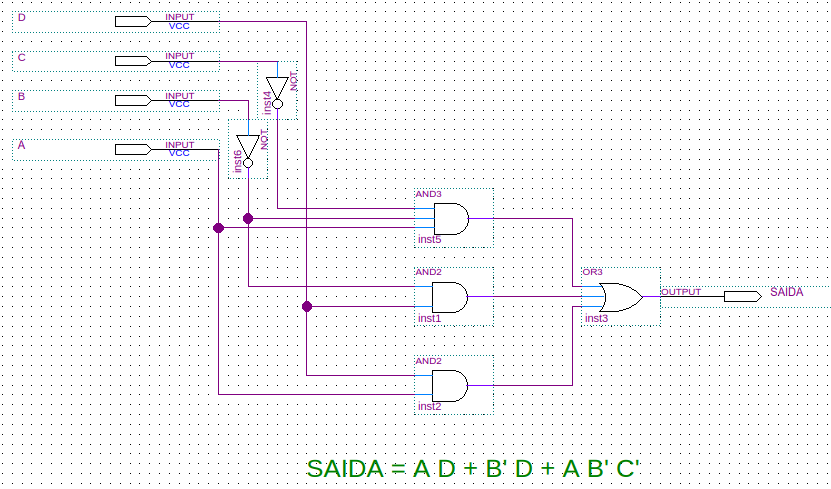 D
INPUT
VCC
C
INPUT
VCC
NOT
inst4
B
INPUT
VCC
NOT
inst6
A
INPUT
VCC
AND3
inst5
AND2
inst1
OR3
inst3
OUTPUT
SAIDA
AND2
inst2
SAIDA = A D + B' D + A B' C'